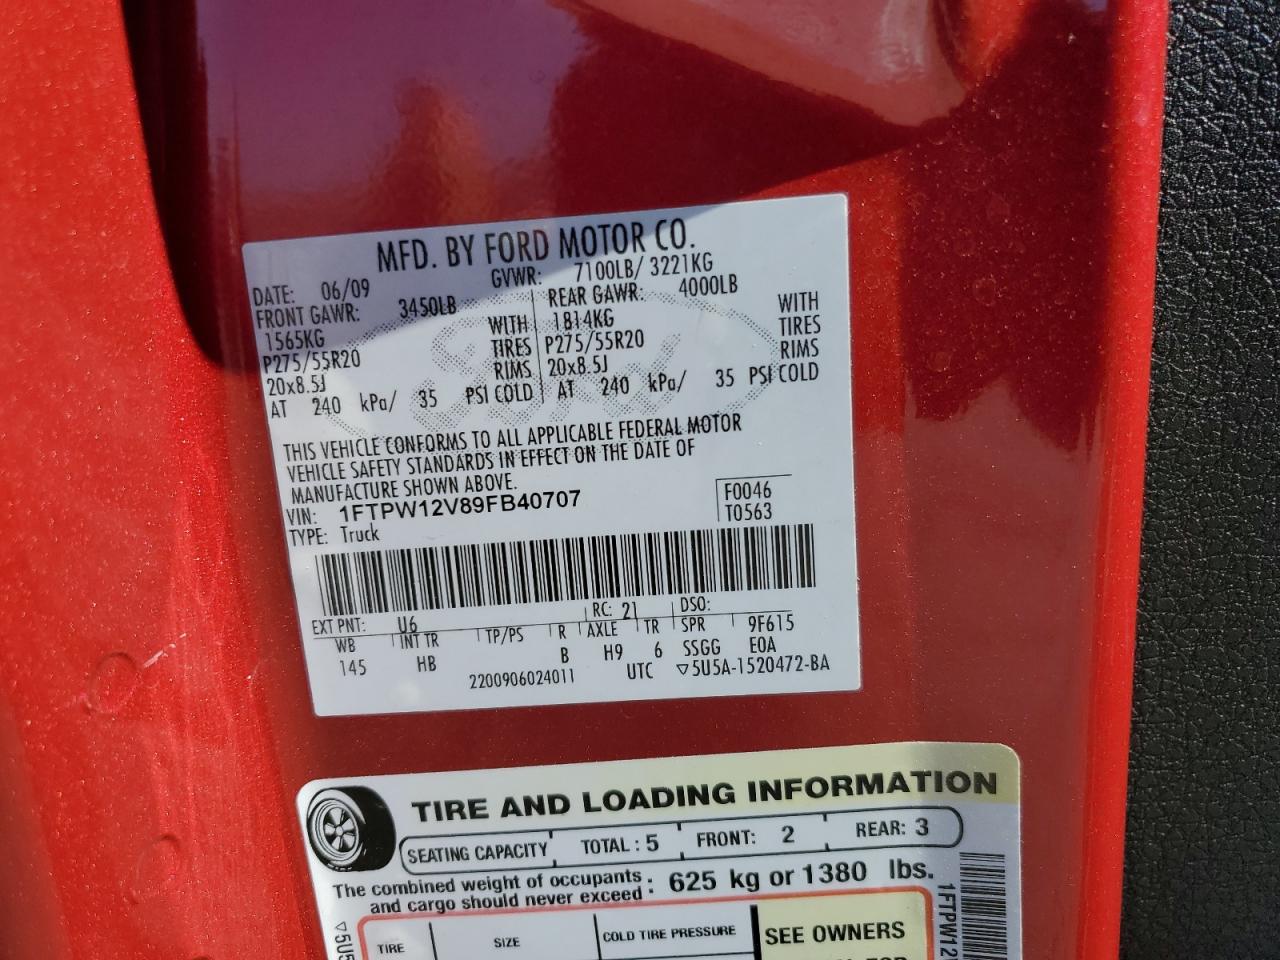 MFD. BY FORD MOTOR CO.
DATE: 06/09 GVWR: 7100LB/ 3221KG
FRONT GAWR: 3450LB REAR GAWR: 4000LB
1565KG WITH 1814KG WITH
P275/55R20 TIRES P275/55R20 TIRES
20x8.5J RIMS 20x8.5J RIMS
AT 240 kPa/ 35 PSI COLD AT 240 kPa/ 35 PSI COLD
THIS VEHICLE CONFORMS TO ALL APPLICABLE FEDERAL MOTOR
VEHICLE SAFETY STANDARDS IN EFFECT ON THE DATE OF
MANUFACTURE SHOWN ABOVE.
VIN: 1FTPW12V89FB40707 F0046
TYPE: Truck T0563
EXT PNT: U6 RC: 21 DSO:
WB INT TR TP/PS R AXLE TR SPR 9F615
145 HB B H9 6 SSGG E0A
2200906024011 UTC ▽5U5A-1520472-BA
TIRE AND LOADING INFORMATION
SEATING CAPACITY TOTAL : 5 FRONT: 2 REAR: 3
The combined weight of occupants : 625 kg or 1380 lbs.
and cargo should never exceed
TIRE SIZE COLD TIRE PRESSURE SEE OWNERS
FOR
▽5U5
1FTPW12